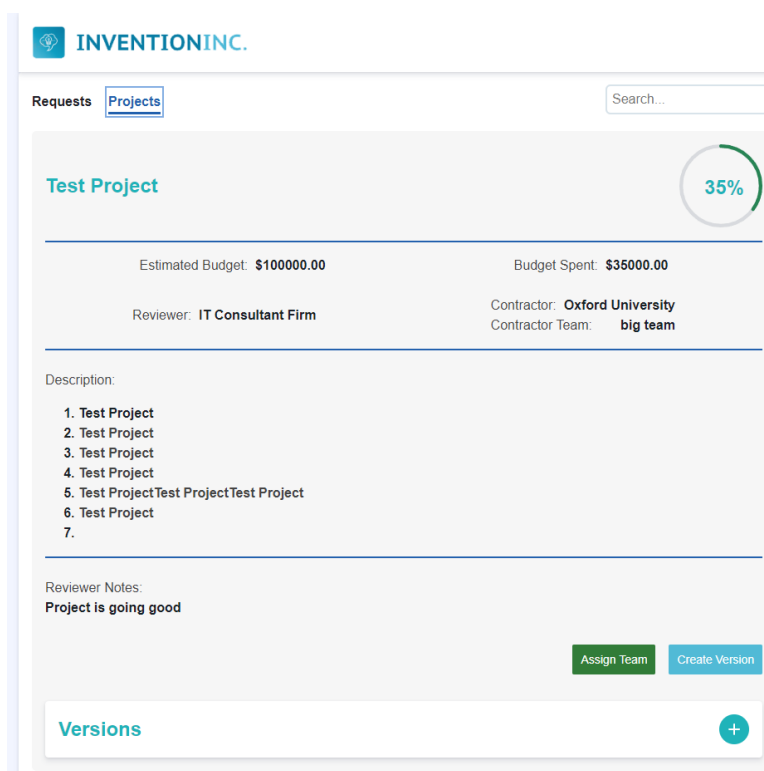 INVENTIONINC.
Requests Projects Search...
Test Project 35%
Estimated Budget: $100000.00 Budget Spent: $35000.00
Reviewer: IT Consultant Firm
Contractor: Oxford University
Contractor Team: big team
Description:
1. Test Project
2. Test Project
3. Test Project
4. Test Project
5. Test ProjectTest ProjectTest Project
6. Test Project
7.
Reviewer Notes:
Project is going good
Assign Team Create Version
Versions +